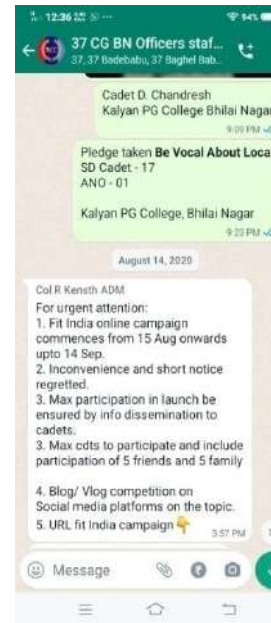 12:36
94%
37 CG BN Officers staf...
37, 37 Badebabu, 37 Baghel Bab...
Cadet D. Chandresh
Kalyan PG College Bhilai Nagar
9:09 PM
Pledge taken Be Vocal About Loca
SD Cadet - 17
ANO - 01
Kalyan PG College, Bhilai Nagar
9:23 PM
August 14, 2020
Col R Kensth ADM
For urgent attention:
1. Fit India online campaign
commences from 15 Aug onwards
upto 14 Sep.
2. Inconvenience and short notice
regretted.
3. Max participation in launch be
ensured by info dissemination to
cadets.
3. Max cdts to participate and include
participation of 5 friends and 5 family
4. Blog/ Vlog competition on
Social media platforms on the topic.
5. URL fit India campaign 👇
3:57 PM
Message